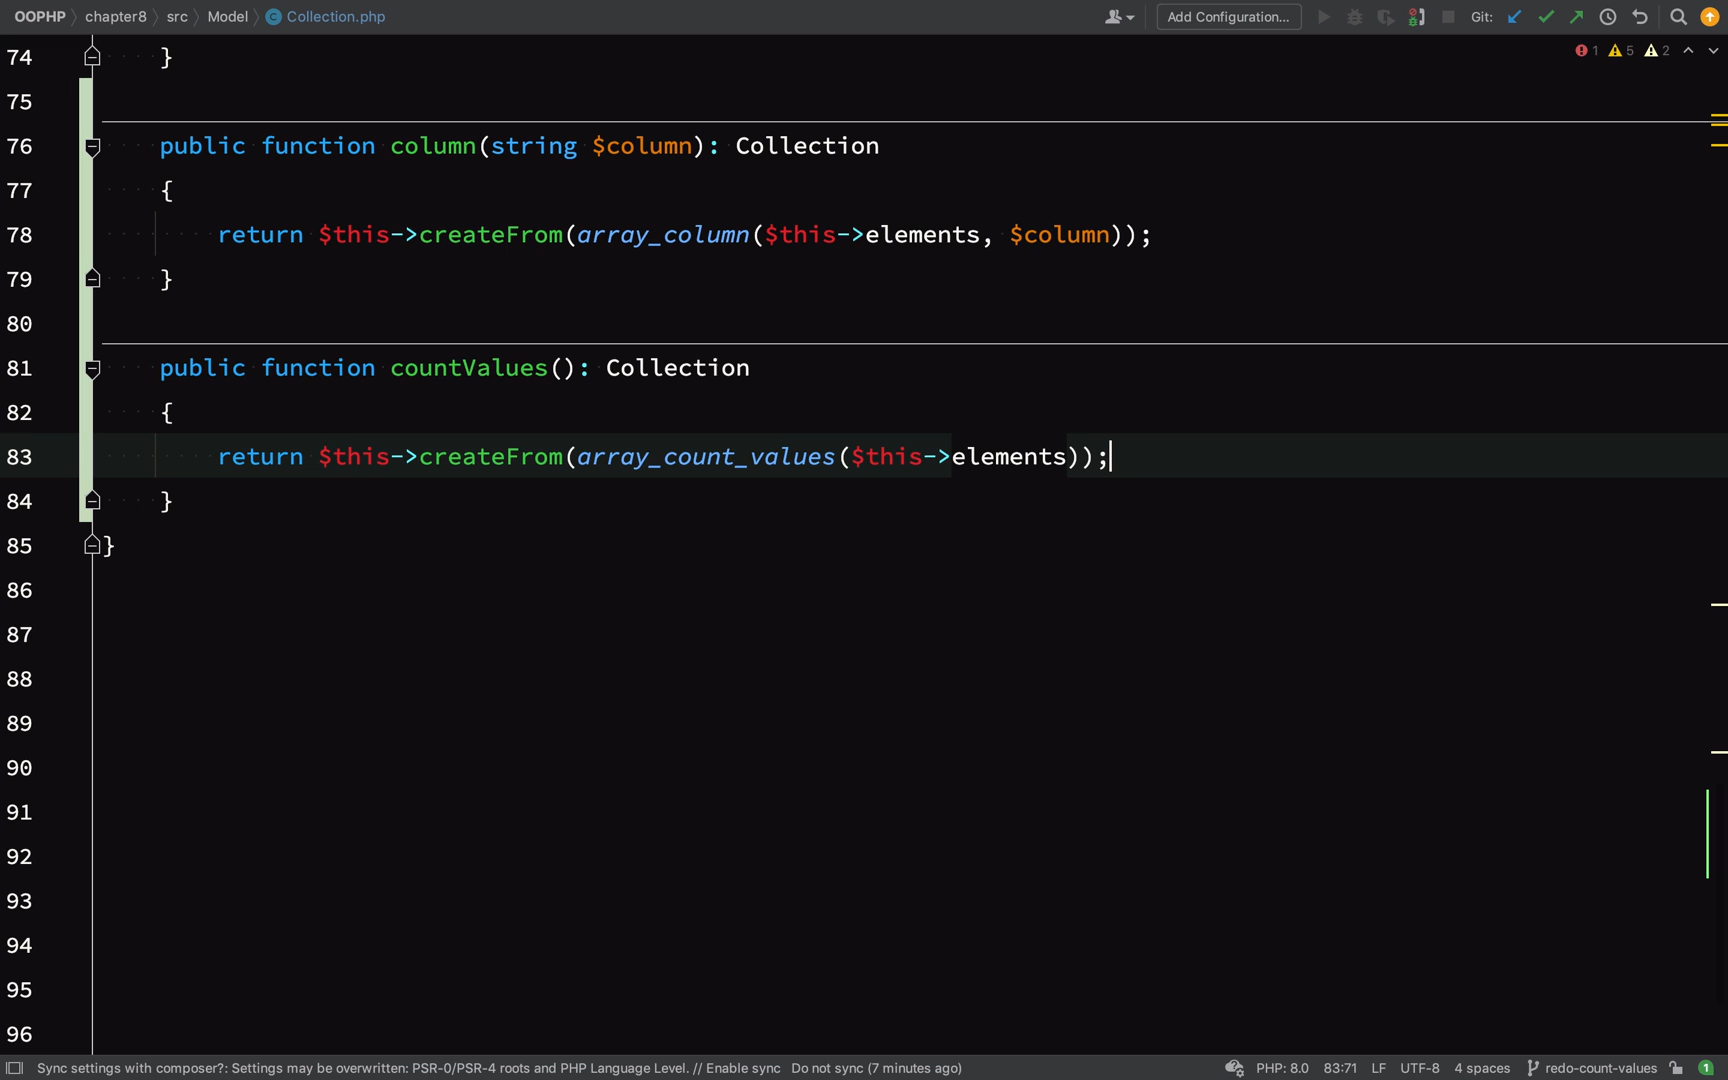 OOPHP chapter8 src Model Collection.php Add Configuration... Git:
1 5 2
74 }
75
76 public function column(string $column): Collection
77 {
78 return $this->createFrom(array_column($this->elements, $column));
79 }
80
81 public function countValues(): Collection
82 {
83 return $this->createFrom(array_count_values($this->elements));
84 }
85 }
86
87
88
89
90
91
92
93
94
95
96
Sync settings with composer?: Settings may be overwritten: PSR-0/PSR-4 roots and PHP Language Level. // Enable sync Do not sync (7 minutes ago) PHP: 8.0 83:71 LF UTF-8 4 spaces redo-count-values 1